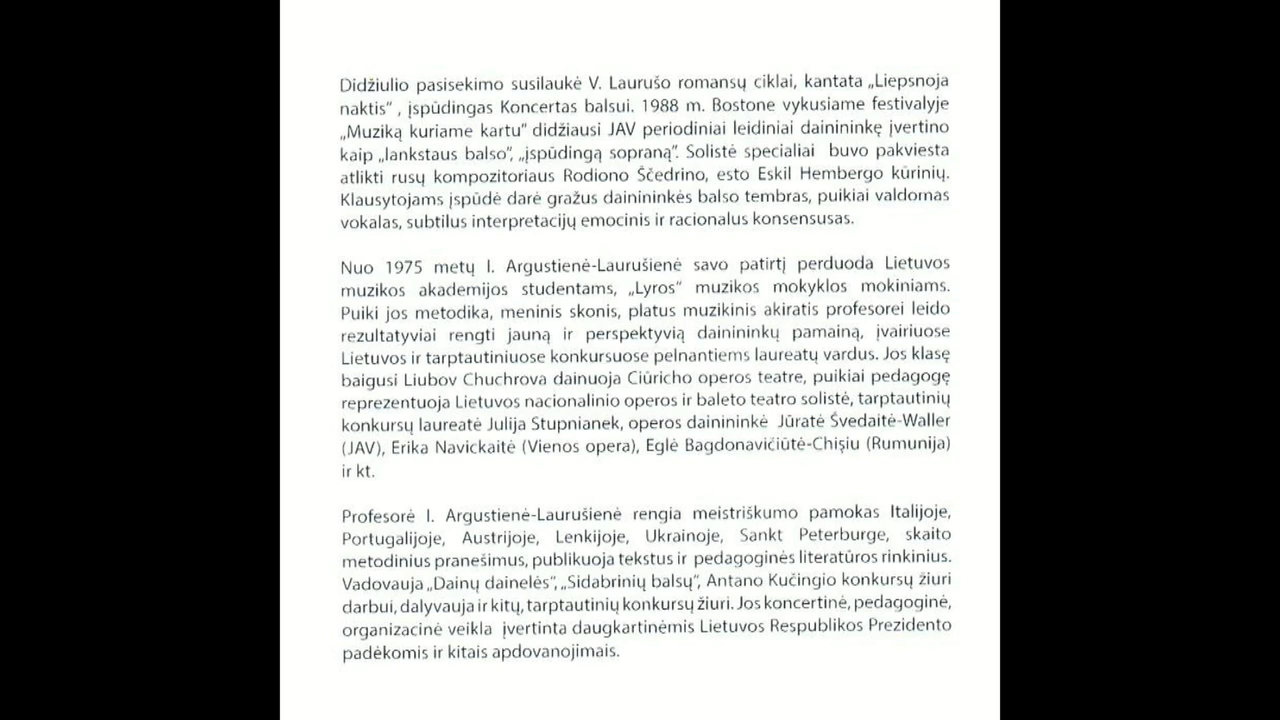 Didžiulio pasisekimo susilaukė V. Laurušo romansų ciklai, kantata „Liepsnoja
naktis" , įspūdingas Koncertas balsui. 1988 m. Bostone vykusiame festivalyje
„Muziką kuriame kartu" didžiausi JAV periodiniai leidiniai dainininkę įvertino
kaip „lankstaus balso", „įspūdingą sopraną". Solistė specialiai buvo pakviesta
atlikti rusų kompozitoriaus Rodiono Ščedrino, esto Eskil Hembergo kūrinių.
Klausytojams įspūdė darė gražus dainininkės balso tembras, puikiai valdomas
vokalas, subtilus interpretacijų emocinis ir racionalus konsensusas.
Nuo 1975 metų I. Argustienė-Laurušienė savo patirtį perduoda Lietuvos
muzikos akademijos studentams, „Lyros" muzikos mokyklos mokiniams.
Puiki jos metodika, meninis skonis, platus muzikinis akiratis profesorei leido
rezultatyviai rengti jauną ir perspektyvią dainininkų pamainą, įvairiuose
Lietuvos ir tarptautiniuose konkursuose pelnantiems laureatų vardus. Jos klasę
baigusi Liubov Chuchrova dainuoja Ciūricho operos teatre, puikiai pedagogę
reprezentuoja Lietuvos nacionalinio operos ir baleto teatro solistė, tarptautinių
konkursų laureatė Julija Stupnianek, operos dainininkė Jūratė Švedaitė-Waller
(JAV), Erika Navickaitė (Vienos opera), Eglė Bagdonavičiūtė-Chişiu (Rumunija)
ir kt.
Profesorė I. Argustienė-Laurušienė rengia meistriškumo pamokas Italijoje,
Portugalijoje, Austrijoje, Lenkijoje, Ukrainoje, Sankt Peterburge, skaito
metodinius pranešimus, publikuoja tekstus ir pedagoginės literatūros rinkinius.
Vadovauja „Dainų dainelės", „Sidabrinių balsų", Antano Kučingio konkursų žiuri
darbui, dalyvauja ir kitų, tarptautinių konkursų žiuri. Jos koncertinė, pedagoginė,
organizacinė veikla įvertinta daugkartinėmis Lietuvos Respublikos Prezidento
padėkomis ir kitais apdovanojimais.